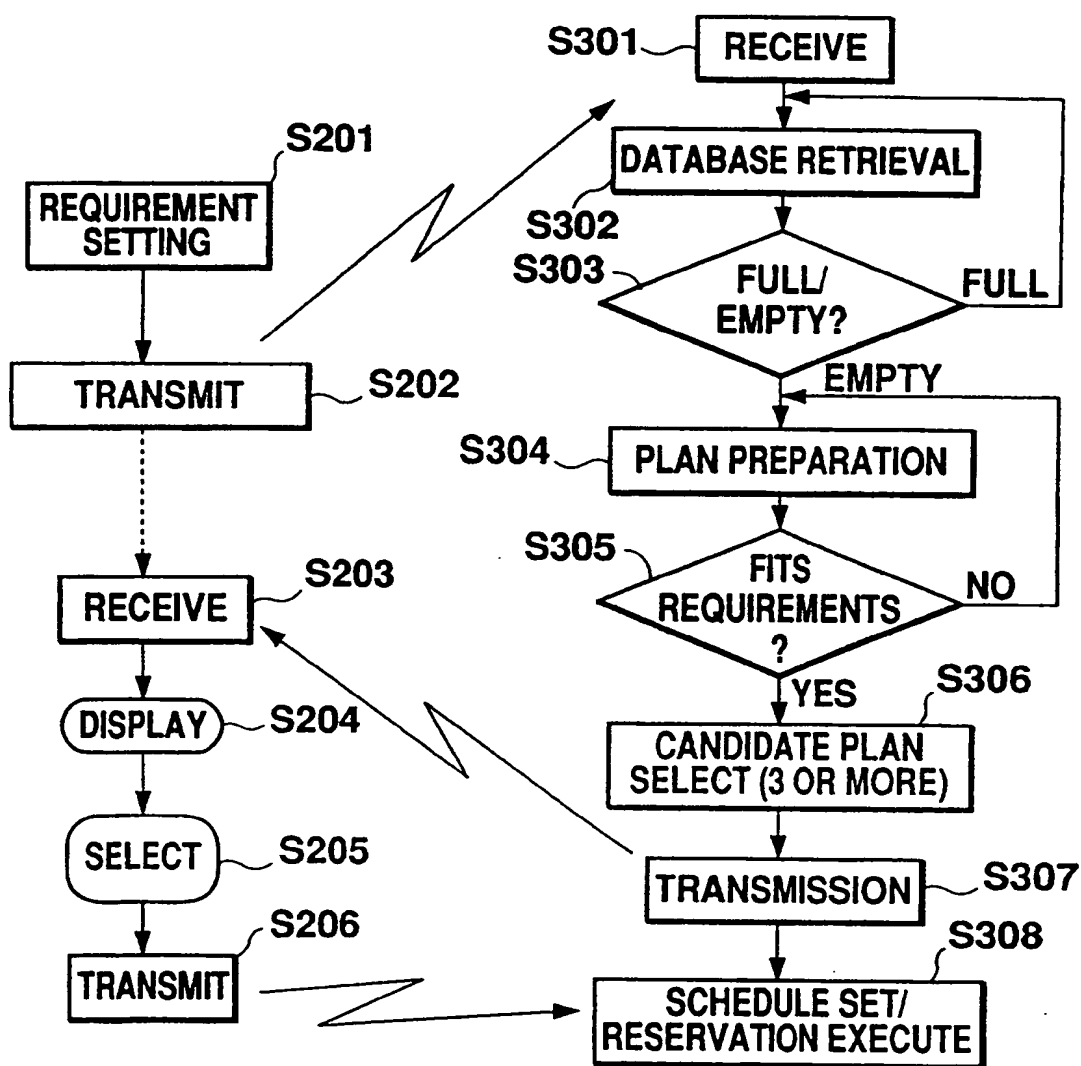 S201
REQUIREMENT
SETTING
TRANSMIT
S202
S203
RECEIVE
DISPLAY
S204
SELECT
S205
S206
TRANSMIT
S301
RECEIVE
DATABASE RETRIEVAL
S302
S303
FULL/
EMPTY?
FULL
EMPTY
S304
PLAN PREPARATION
S305
FITS
REQUIREMENTS
?
NO
YES
S306
CANDIDATE PLAN
SELECT (3 OR MORE)
TRANSMISSION
S307
S308
SCHEDULE SET/
RESERVATION EXECUTE